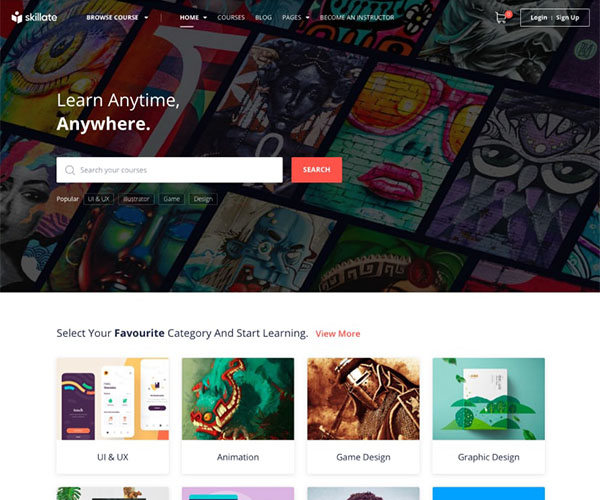 skillate
BROWSE COURSE
HOME
COURSES
BLOG
PAGES
BECOME AN INSTRUCTOR
Login | Sign Up
Learn Anytime,
Anywhere.
Search your courses
SEARCH
Popular
UI & UX
Illustrator
Game
Design
Select Your Favourite Category And Start Learning. View More
UI & UX
Animation
Game Design
Graphic Design